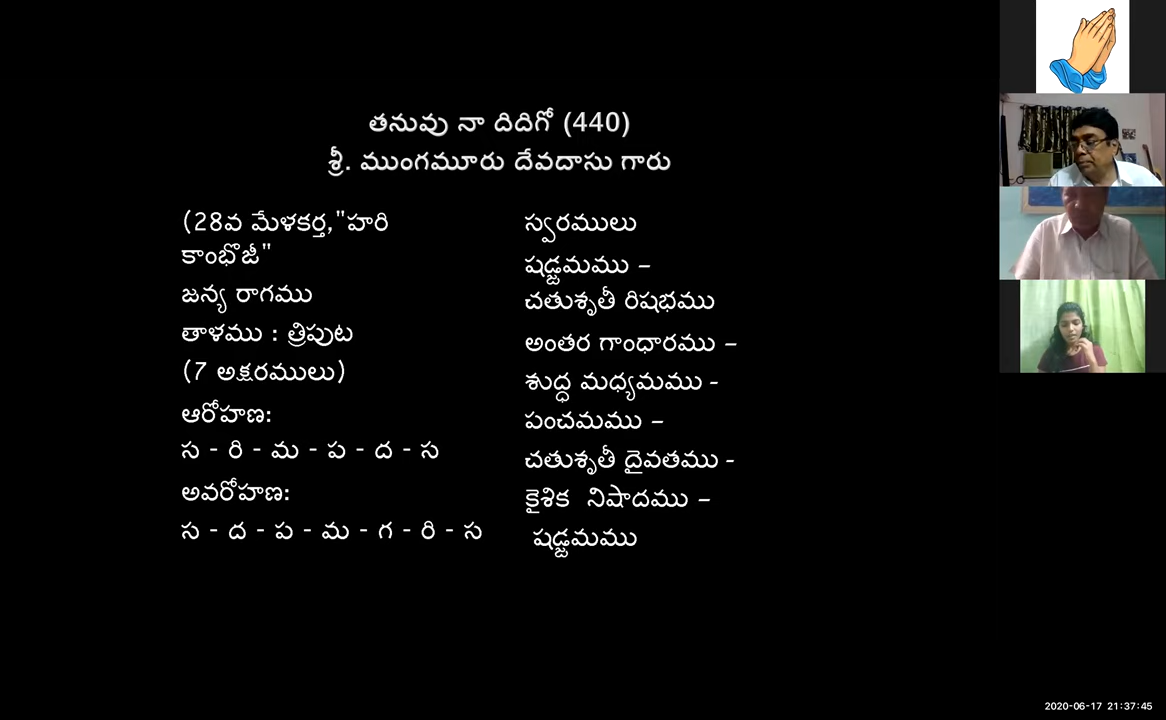 తనువు నా దిదిగో (440)
శ్రీ. ముంగమూరు దేవదాసు గారు
(28వ మేళకర్త,"హరి
కాంభొజీ"
జన్య రాగము
తాళము : త్రిపుట
(7 అక్షరములు)
ఆరోహణ:
స - రి - మ - ప - ద - స
అవరోహణ:
స - ద - ప - మ - గ - రి - స
స్వరములు
షడ్జమము –
చతుశృతీ రిషభము
అంతర గాంధారము –
శుద్ధ మధ్యమము -
పంచమము –
చతుశృతీ దైవతము -
కైశిక నిషాదము –
షడ్జమము
2020-06-17 21:37:45